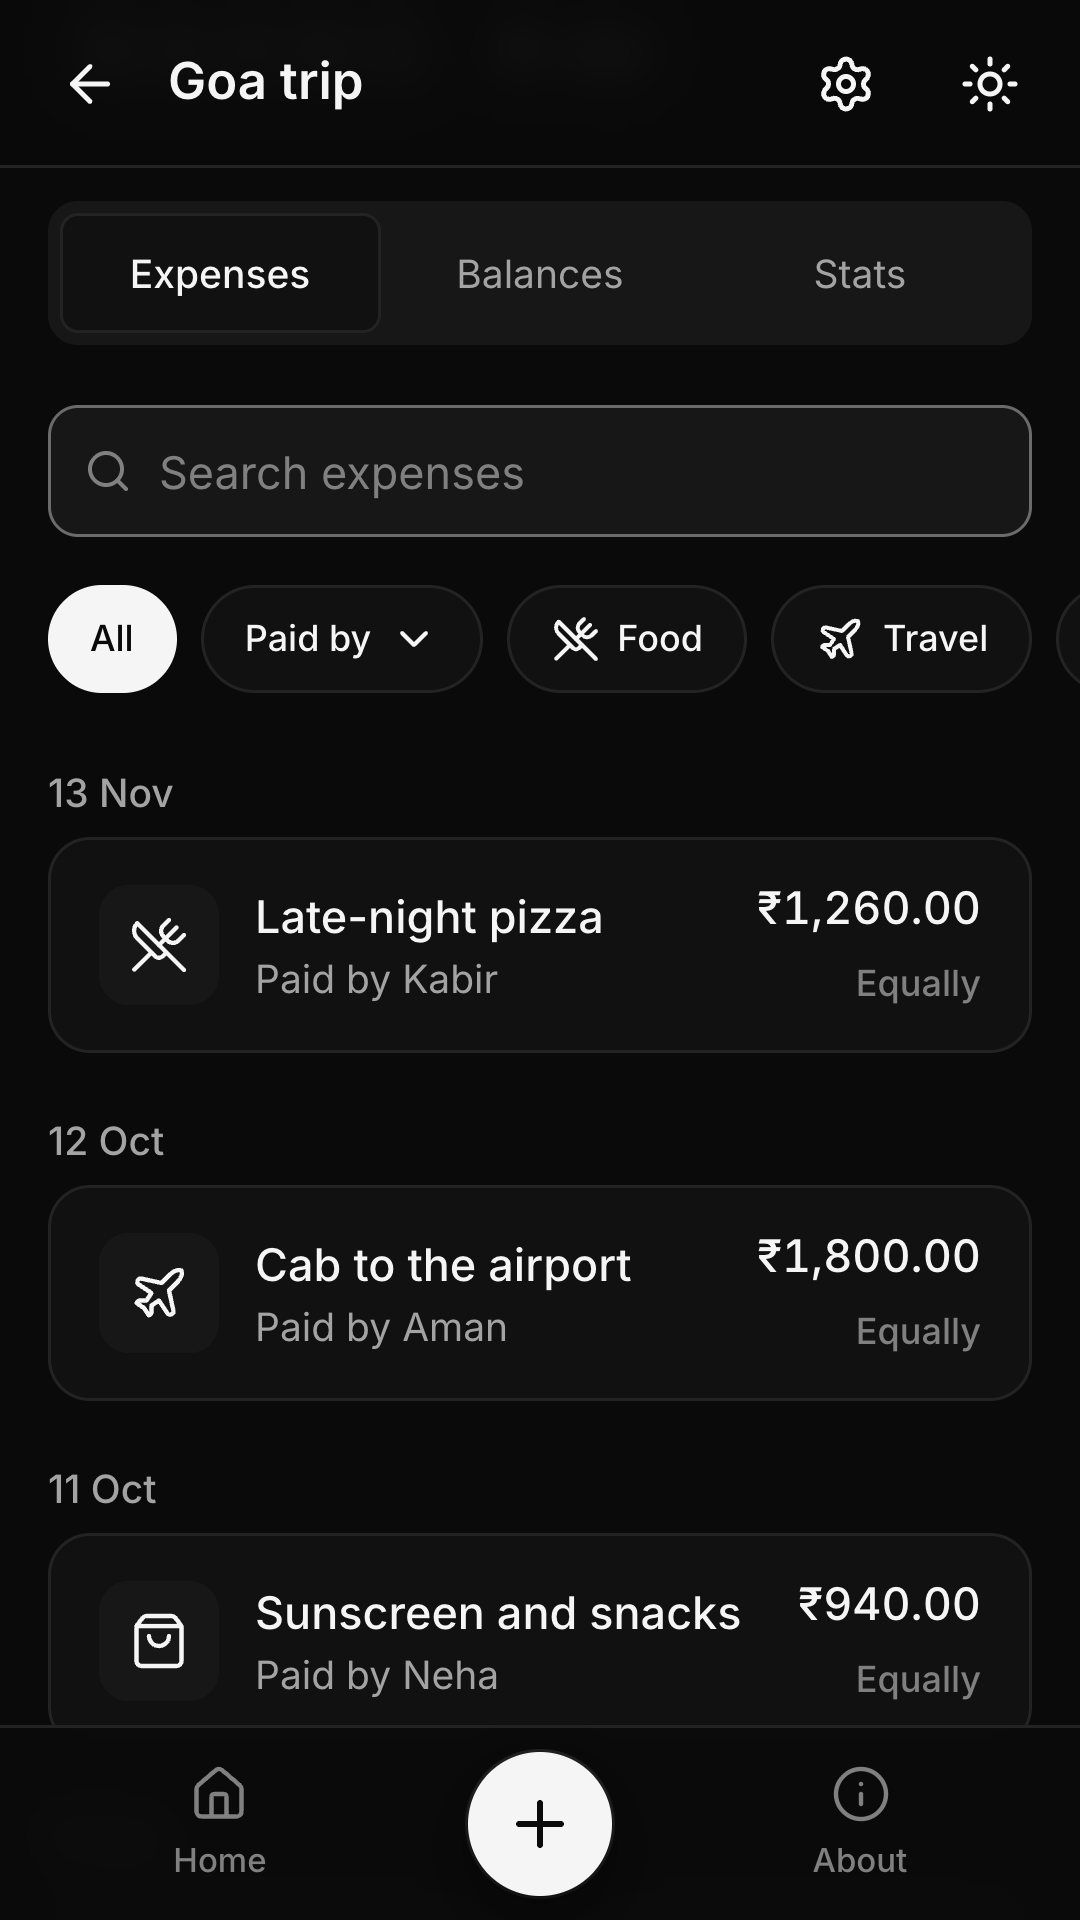 Goa trip
Expenses
Balances
Stats
Search expenses
All
Paid by
Food
Travel
13 Nov
Late-night pizza
₹1,260.00
Paid by Kabir
Equally
12 Oct
Cab to the airport
₹1,800.00
Paid by Aman
Equally
11 Oct
Sunscreen and snacks
₹940.00
Paid by Neha
Equally
Home
About